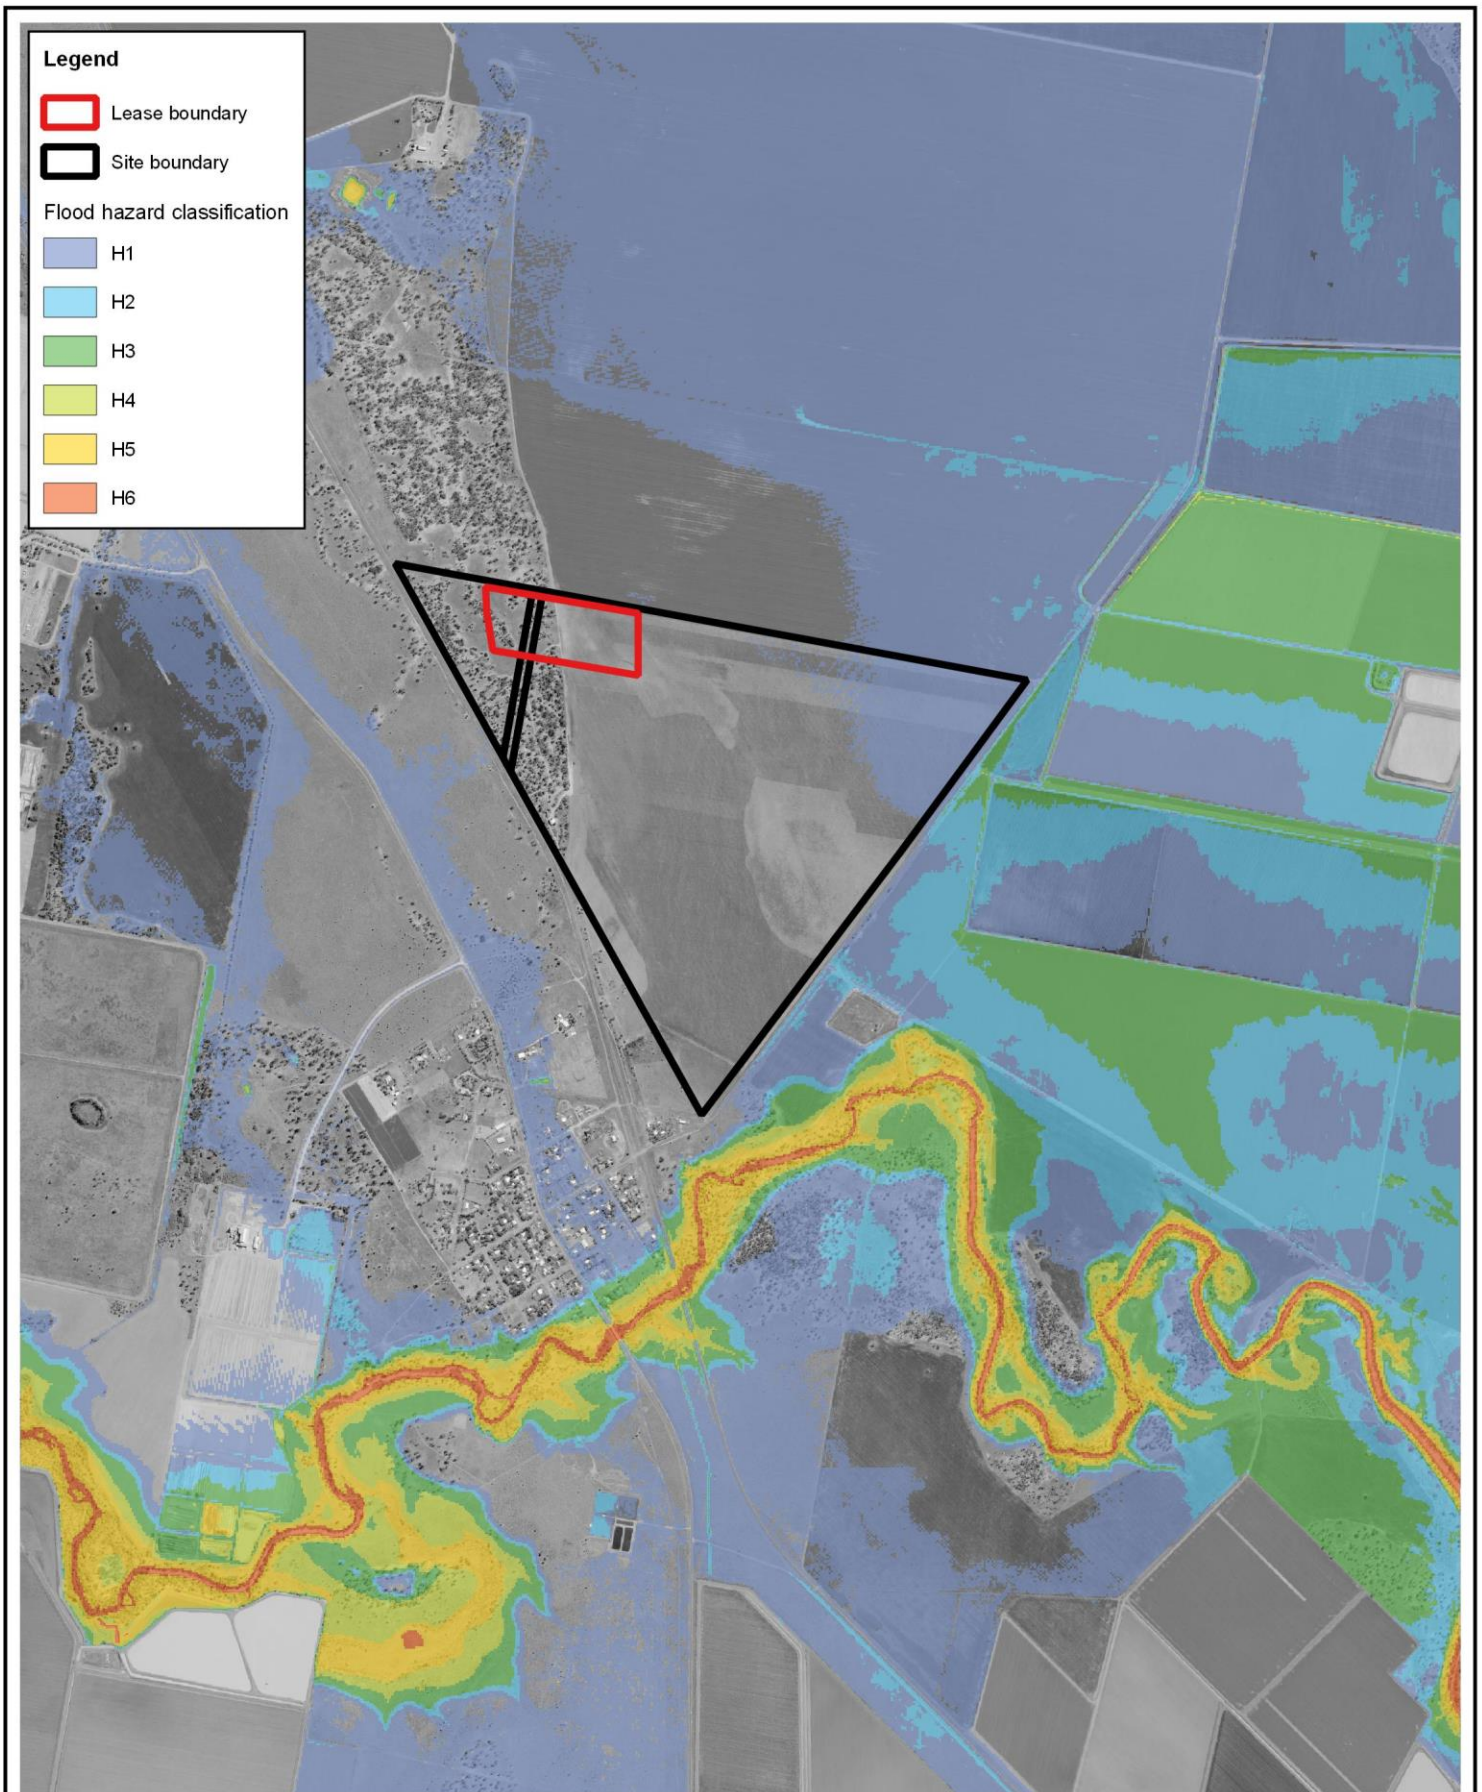 Legend
Lease boundary
Site boundary
Flood hazard classification
H1
H2
H3
H4
H5
H6